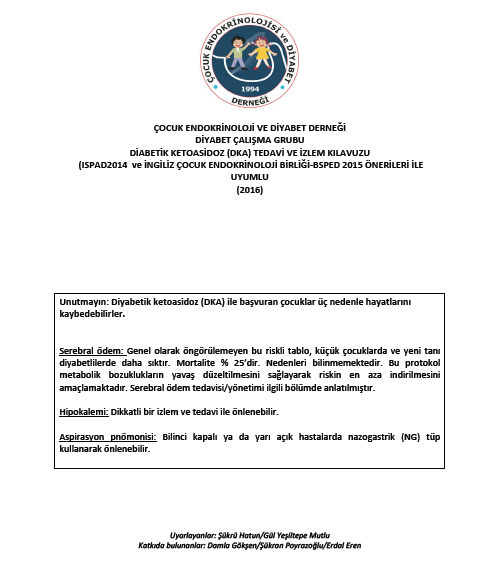 ÇOCUK ENDOKRİNOLOJİSİ ve DİYABET
1994
DERNEĞİ
ÇOCUK ENDOKRİNOLOJİ VE DİYABET DERNEĞİ
DİYABET ÇALIŞMA GRUBU
DİABETİK KETOASİDOZ (DKA) TEDAVİ VE İZLEM KILAVUZU
(ISPAD2014 ve İNGİLİZ ÇOCUK ENDOKRİNOLOJİ BİRLİĞİ-BSPED 2015 ÖNERİLERİ İLE
UYUMLU
(2016)
Unutmayın: Diyabetik ketoasidoz (DKA) ile başvuran çocuklar üç nedenle hayatlarını
kaybedebilirler.
Serebral ödem: Genel olarak öngörülemeyen bu riskli tablo, küçük çocuklarda ve yeni tanı
diyabetlilerde daha sıktır. Mortalite % 25’dir. Nedenleri bilinmemektedir. Bu protokol
metabolik bozuklukların yavaş düzeltilmesini sağlayarak riskin en aza indirilmesini
amaçlamaktadır. Serebral ödem tedavisi/yönetimi ilgili bölümde anlatılmıştır.
Hipokalemi: Dikkatli bir izlem ve tedavi ile önlenebilir.
Aspirasyon pnömonisi: Bilinci kapalı ya da yarı açık hastalarda nazogastrik (NG) tüp
kullanarak önlenebilir.
Uyarlayanlar: Şükrü Hatun/Gül Yeşiltepe Mutlu
Katkıda bulunanlar: Damla Gökşen/Şükran Poyrazoğlu/Erdal Eren